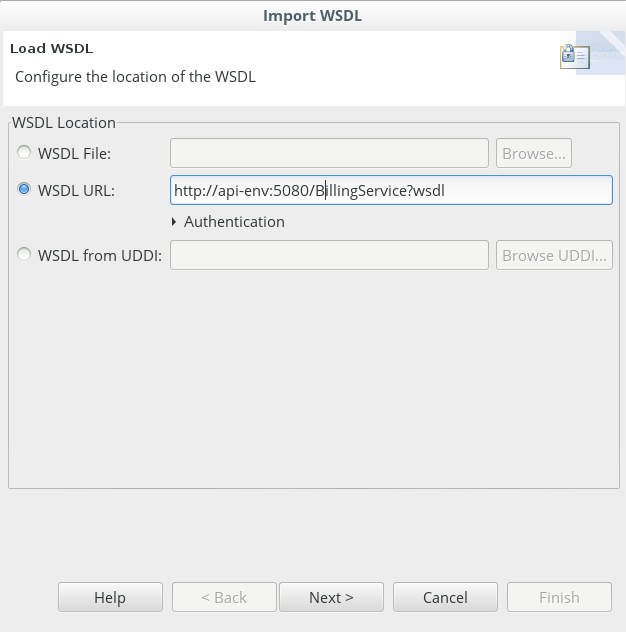 Import WSDL
Load WSDL
Configure the location of the WSDL
WSDL Location
WSDL File: Browse...
WSDL URL: http://api-env:5080/BillingService?wsdl
Authentication
WSDL from UDDI: Browse UDDI...
Help < Back Next > Cancel Finish